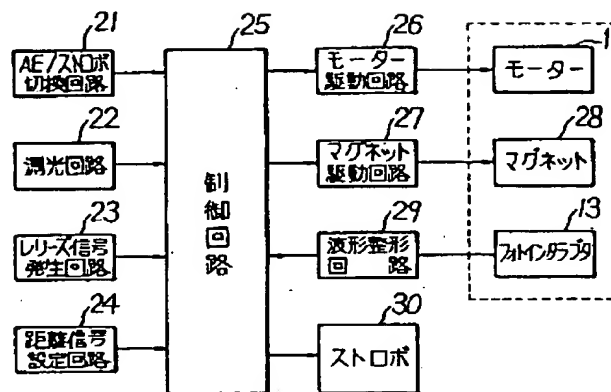 21
AE/ストロボ
切換回路
22
測光回路
23
レリーズ信号
発生回路
24
距離信号
設定回路
25
制御回路
26
モーター
駆動回路
27
マグネット
駆動回路
29
波形整形
回路
30
ストロボ
1
モーター
28
マグネット
13
フォトインタラプタ